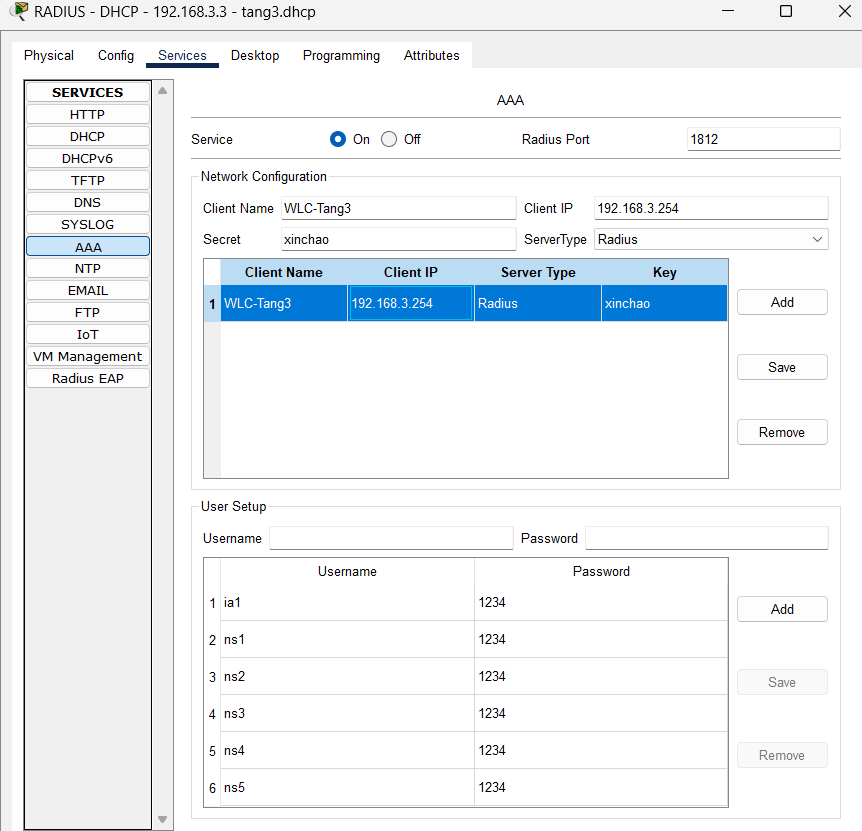 RADIUS - DHCP - 192.168.3.3 - tang3.dhcp
Physical Config Services Desktop Programming Attributes
SERVICES
HTTP
DHCP
DHCPv6
TFTP
DNS
SYSLOG
AAA
NTP
EMAIL
FTP
IoT
VM Management
Radius EAP
AAA
Service On Off Radius Port 1812
Network Configuration
Client Name WLC-Tang3 Client IP 192.168.3.254
Secret xinchao ServerType Radius
Client Name Client IP Server Type Key
1 WLC-Tang3 192.168.3.254 Radius xinchao
Add
Save
Remove
User Setup
Username Password
Username Password
1 ia1 1234
2 ns1 1234
3 ns2 1234
4 ns3 1234
5 ns4 1234
6 ns5 1234
Add
Save
Remove